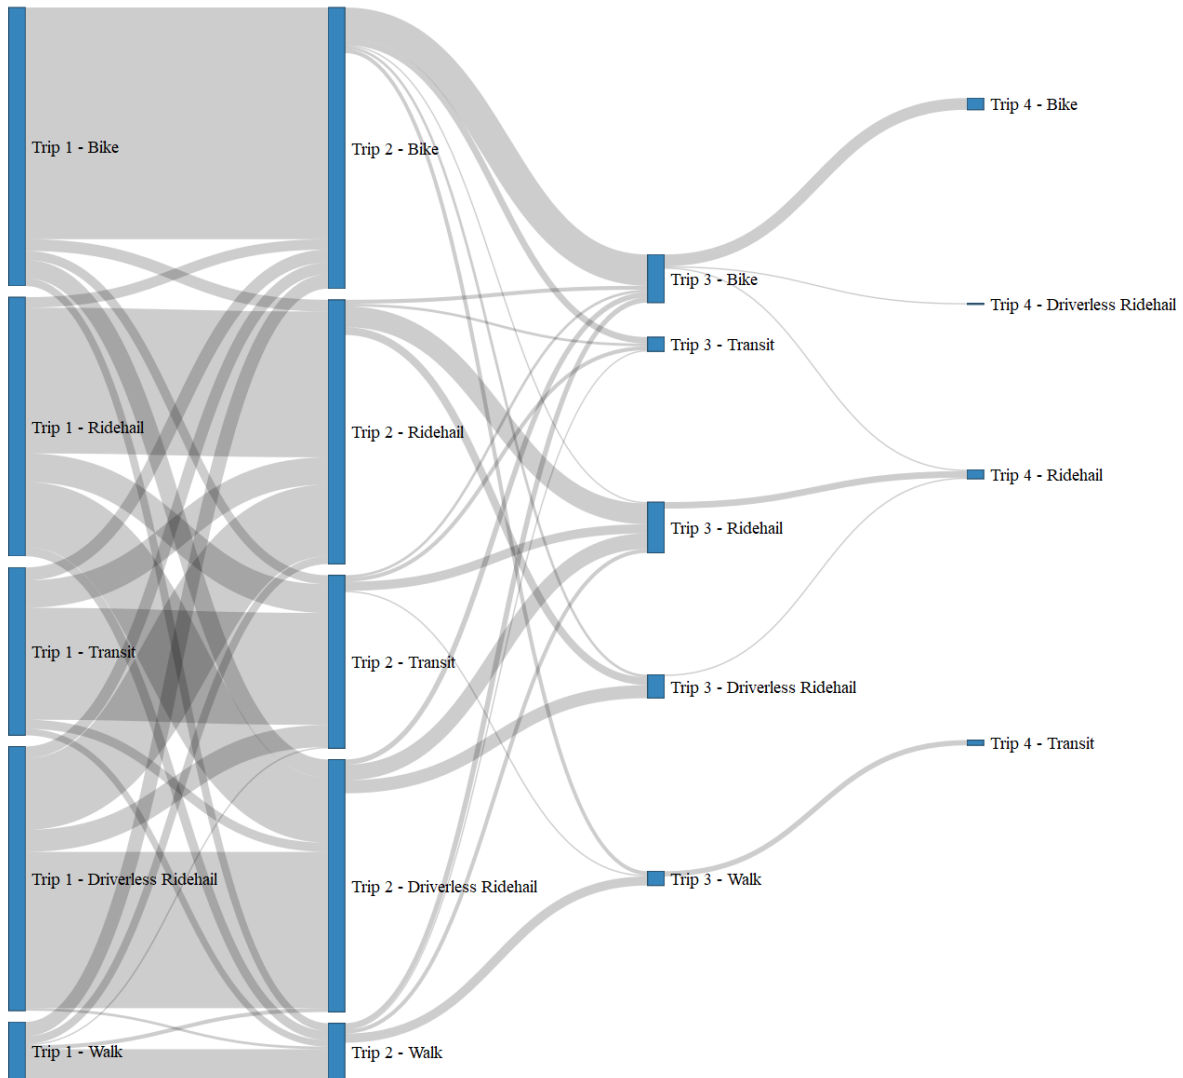 Trip 1 - Bike
Trip 1 - Ridehail
Trip 1 - Transit
Trip 1 - Driverless Ridehail
Trip 1 - Walk
Trip 2 - Bike
Trip 2 - Ridehail
Trip 2 - Transit
Trip 2 - Driverless Ridehail
Trip 2 - Walk
Trip 3 - Bike
Trip 3 - Transit
Trip 3 - Ridehail
Trip 3 - Driverless Ridehail
Trip 3 - Walk
Trip 4 - Bike
Trip 4 - Driverless Ridehail
Trip 4 - Ridehail
Trip 4 - Transit